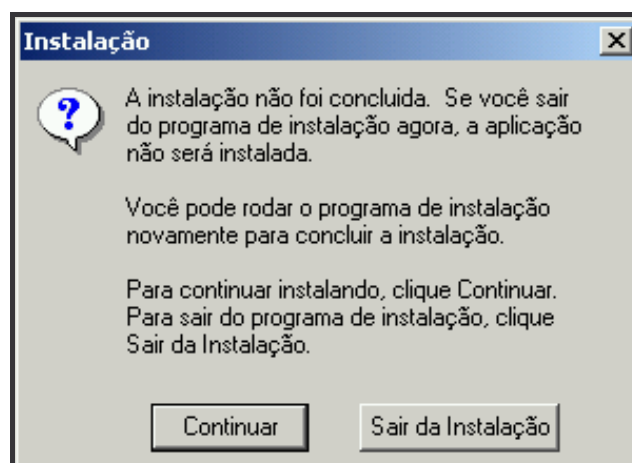 Instalação
A instalação não foi concluida. Se você sair
do programa de instalação agora, a aplicação
não será instalada.
Você pode rodar o programa de instalação
novamente para concluir a instalação.
Para continuar instalando, clique Continuar.
Para sair do programa de instalação, clique
Sair da Instalação.
Continuar
Sair da Instalação